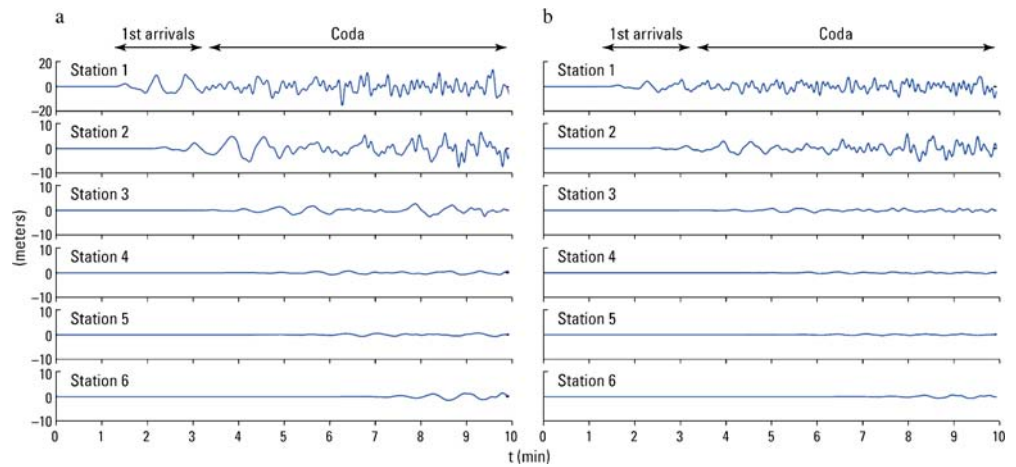 a
1st arrivals Coda
20
0
−20
Station 1
10
0
−10
Station 2
10
0
−10
Station 3
10
0
−10
Station 4
10
0
−10
Station 5
10
0
−10
Station 6
0 1 2 3 4 5 6 7 8 9 10
(meters)
b
1st arrivals Coda
Station 1
Station 2
Station 3
Station 4
Station 5
Station 6
0 1 2 3 4 5 6 7 8 9 10
t (min)